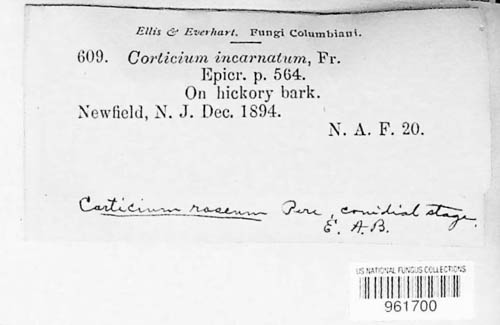 Ellis & Everhart. Fungi Columbiani.
609. Corticium incarnatum, Fr.
Epicr. p. 564.
On hickory bark.
Newfield, N. J. Dec. 1894.
N. A. F. 20.
Corticium roseum Pers, conidial stage.
E. A. B.
US NATIONAL FUNGUS COLLECTIONS
961700